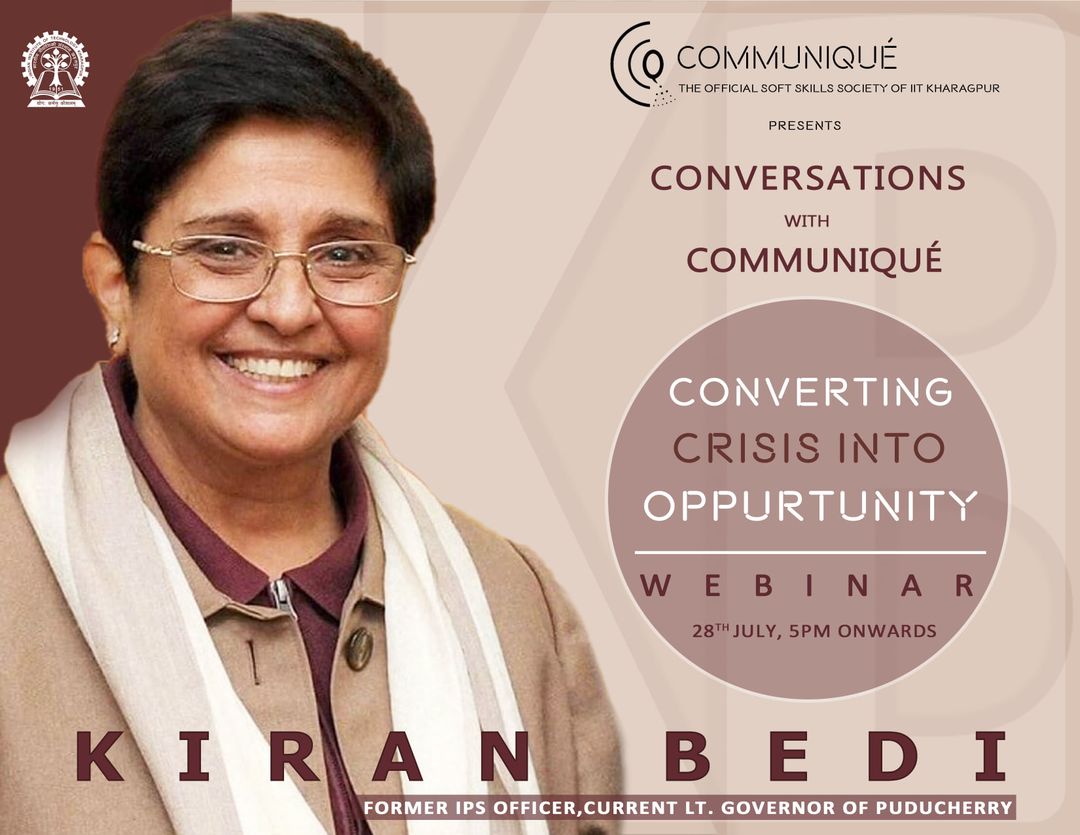 COMMUNIQUÉ
THE OFFICIAL SOFT SKILLS SOCIETY OF IIT KHARAGPUR
PRESENTS
CONVERSATIONS
WITH
COMMUNIQUÉ
CONVERTING
CRISIS INTO
OPPURTUNITY
WEBINAR
28TH JULY, 5PM ONWARDS
KIRAN BEDI
FORMER IPS OFFICER,CURRENT LT. GOVERNOR OF PUDUCHERRY
1951